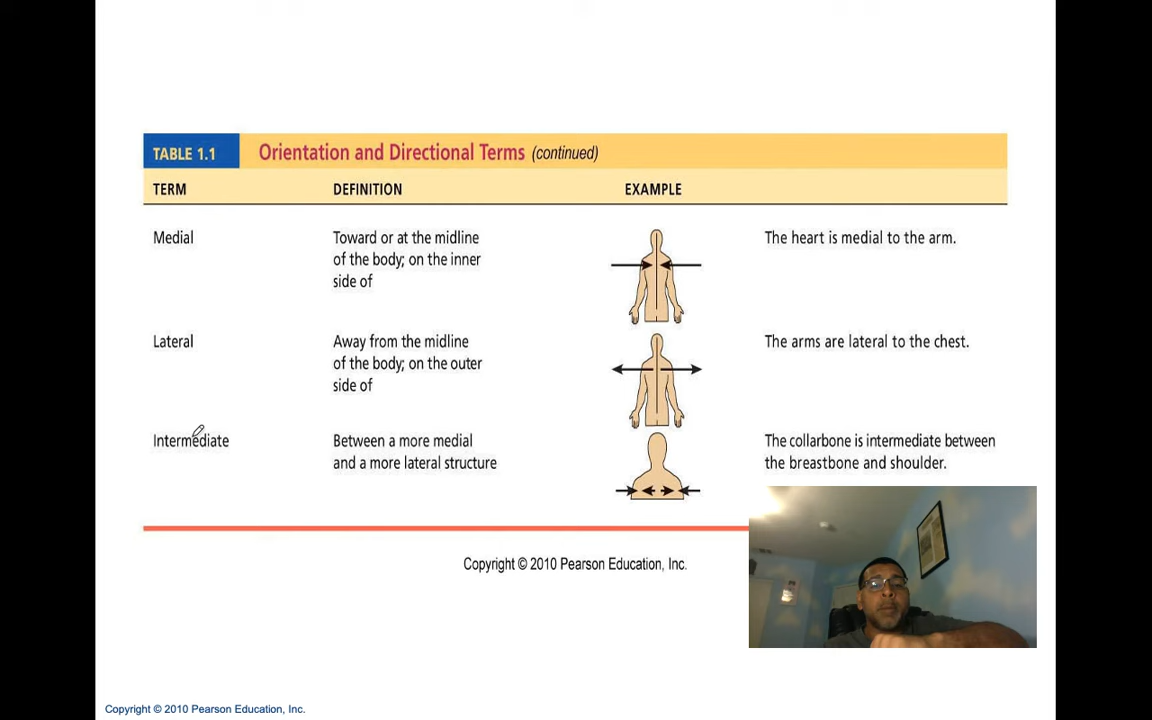 TABLE 1.1 Orientation and Directional Terms (continued)
TERM DEFINITION EXAMPLE
Medial
Toward or at the midline
of the body; on the inner
side of
The heart is medial to the arm.
Lateral
Away from the midline
of the body; on the outer
side of
The arms are lateral to the chest.
Intermediate
Between a more medial
and a more lateral structure
The collarbone is intermediate between
the breastbone and shoulder.
Copyright © 2010 Pearson Education, Inc.
Copyright © 2010 Pearson Education, Inc.